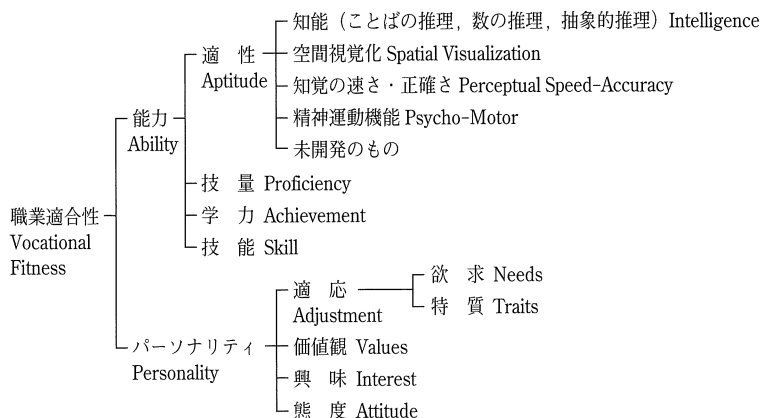 知能（ことばの推理，数の推理，抽象的推理）Intelligence
適　性
Aptitude
空間視覚化 Spatial Visualization
知覚の速さ・正確さ Perceptual Speed-Accuracy
精神運動機能 Psycho-Motor
未開発のもの
能力
Ability
技　量 Proficiency
学　力 Achievement
技　能 Skill
職業適合性
Vocational
Fitness
適　応
Adjustment
欲　求 Needs
特　質 Traits
パーソナリティ
Personality
価値観 Values
興　味 Interest
態　度 Attitude